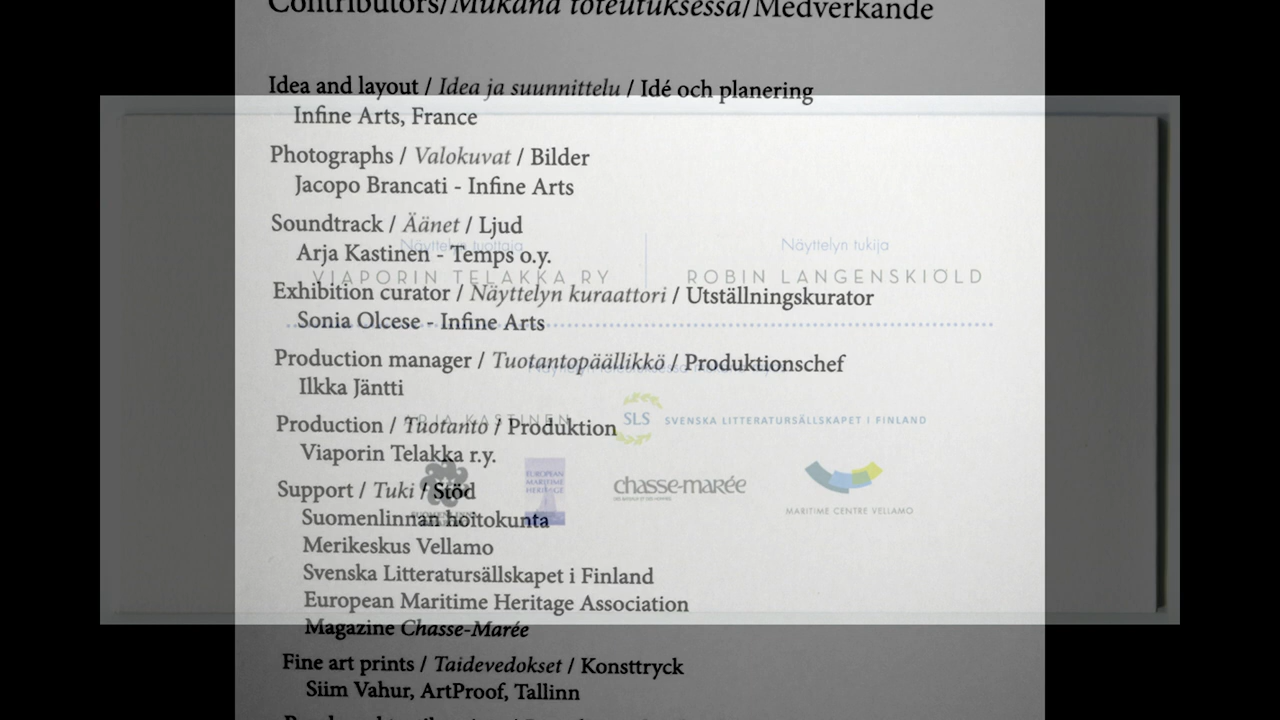 Contributors/Mukana toteutuksessa/Medverkande
Idea and layout / Idea ja suunnittelu / Idé och planering
Infine Arts, France
Photographs / Valokuvat / Bilder
Jacopo Brancati - Infine Arts
Soundtrack / Äänet / Ljud
Arja Kastinen - Temps o.y.
Exhibition curator / Näyttelyn kuraattori / Utställningskurator
Sonia Olcese - Infine Arts
Production manager / Tuotantopäällikkö / Produktionschef
Ilkka Jäntti
Production / Tuotanto / Produktion
Viaporin Telakka r.y.
Support / Tuki / Stöd
Suomenlinnan hoitokunta
Merikeskus Vellamo
Svenska Litteratursällskapet i Finland
European Maritime Heritage Association
Magazine Chasse-Marée
Fine art prints / Taidevedokset / Konsttryck
Siim Vahur, ArtProof, Tallinn
Näyttelyn tuottaja
VIAPORIN TELAKKA RY
Näyttelyn tukija
ROBIN LANGENSKIÖLD
ARJA KASTINEN
SLS SVENSKA LITTERATURSÄLLSKAPET I FINLAND
EUROPEAN
MARITIME
HERITAGE
chasse-marée
MARITIME CENTRE VELLAMO